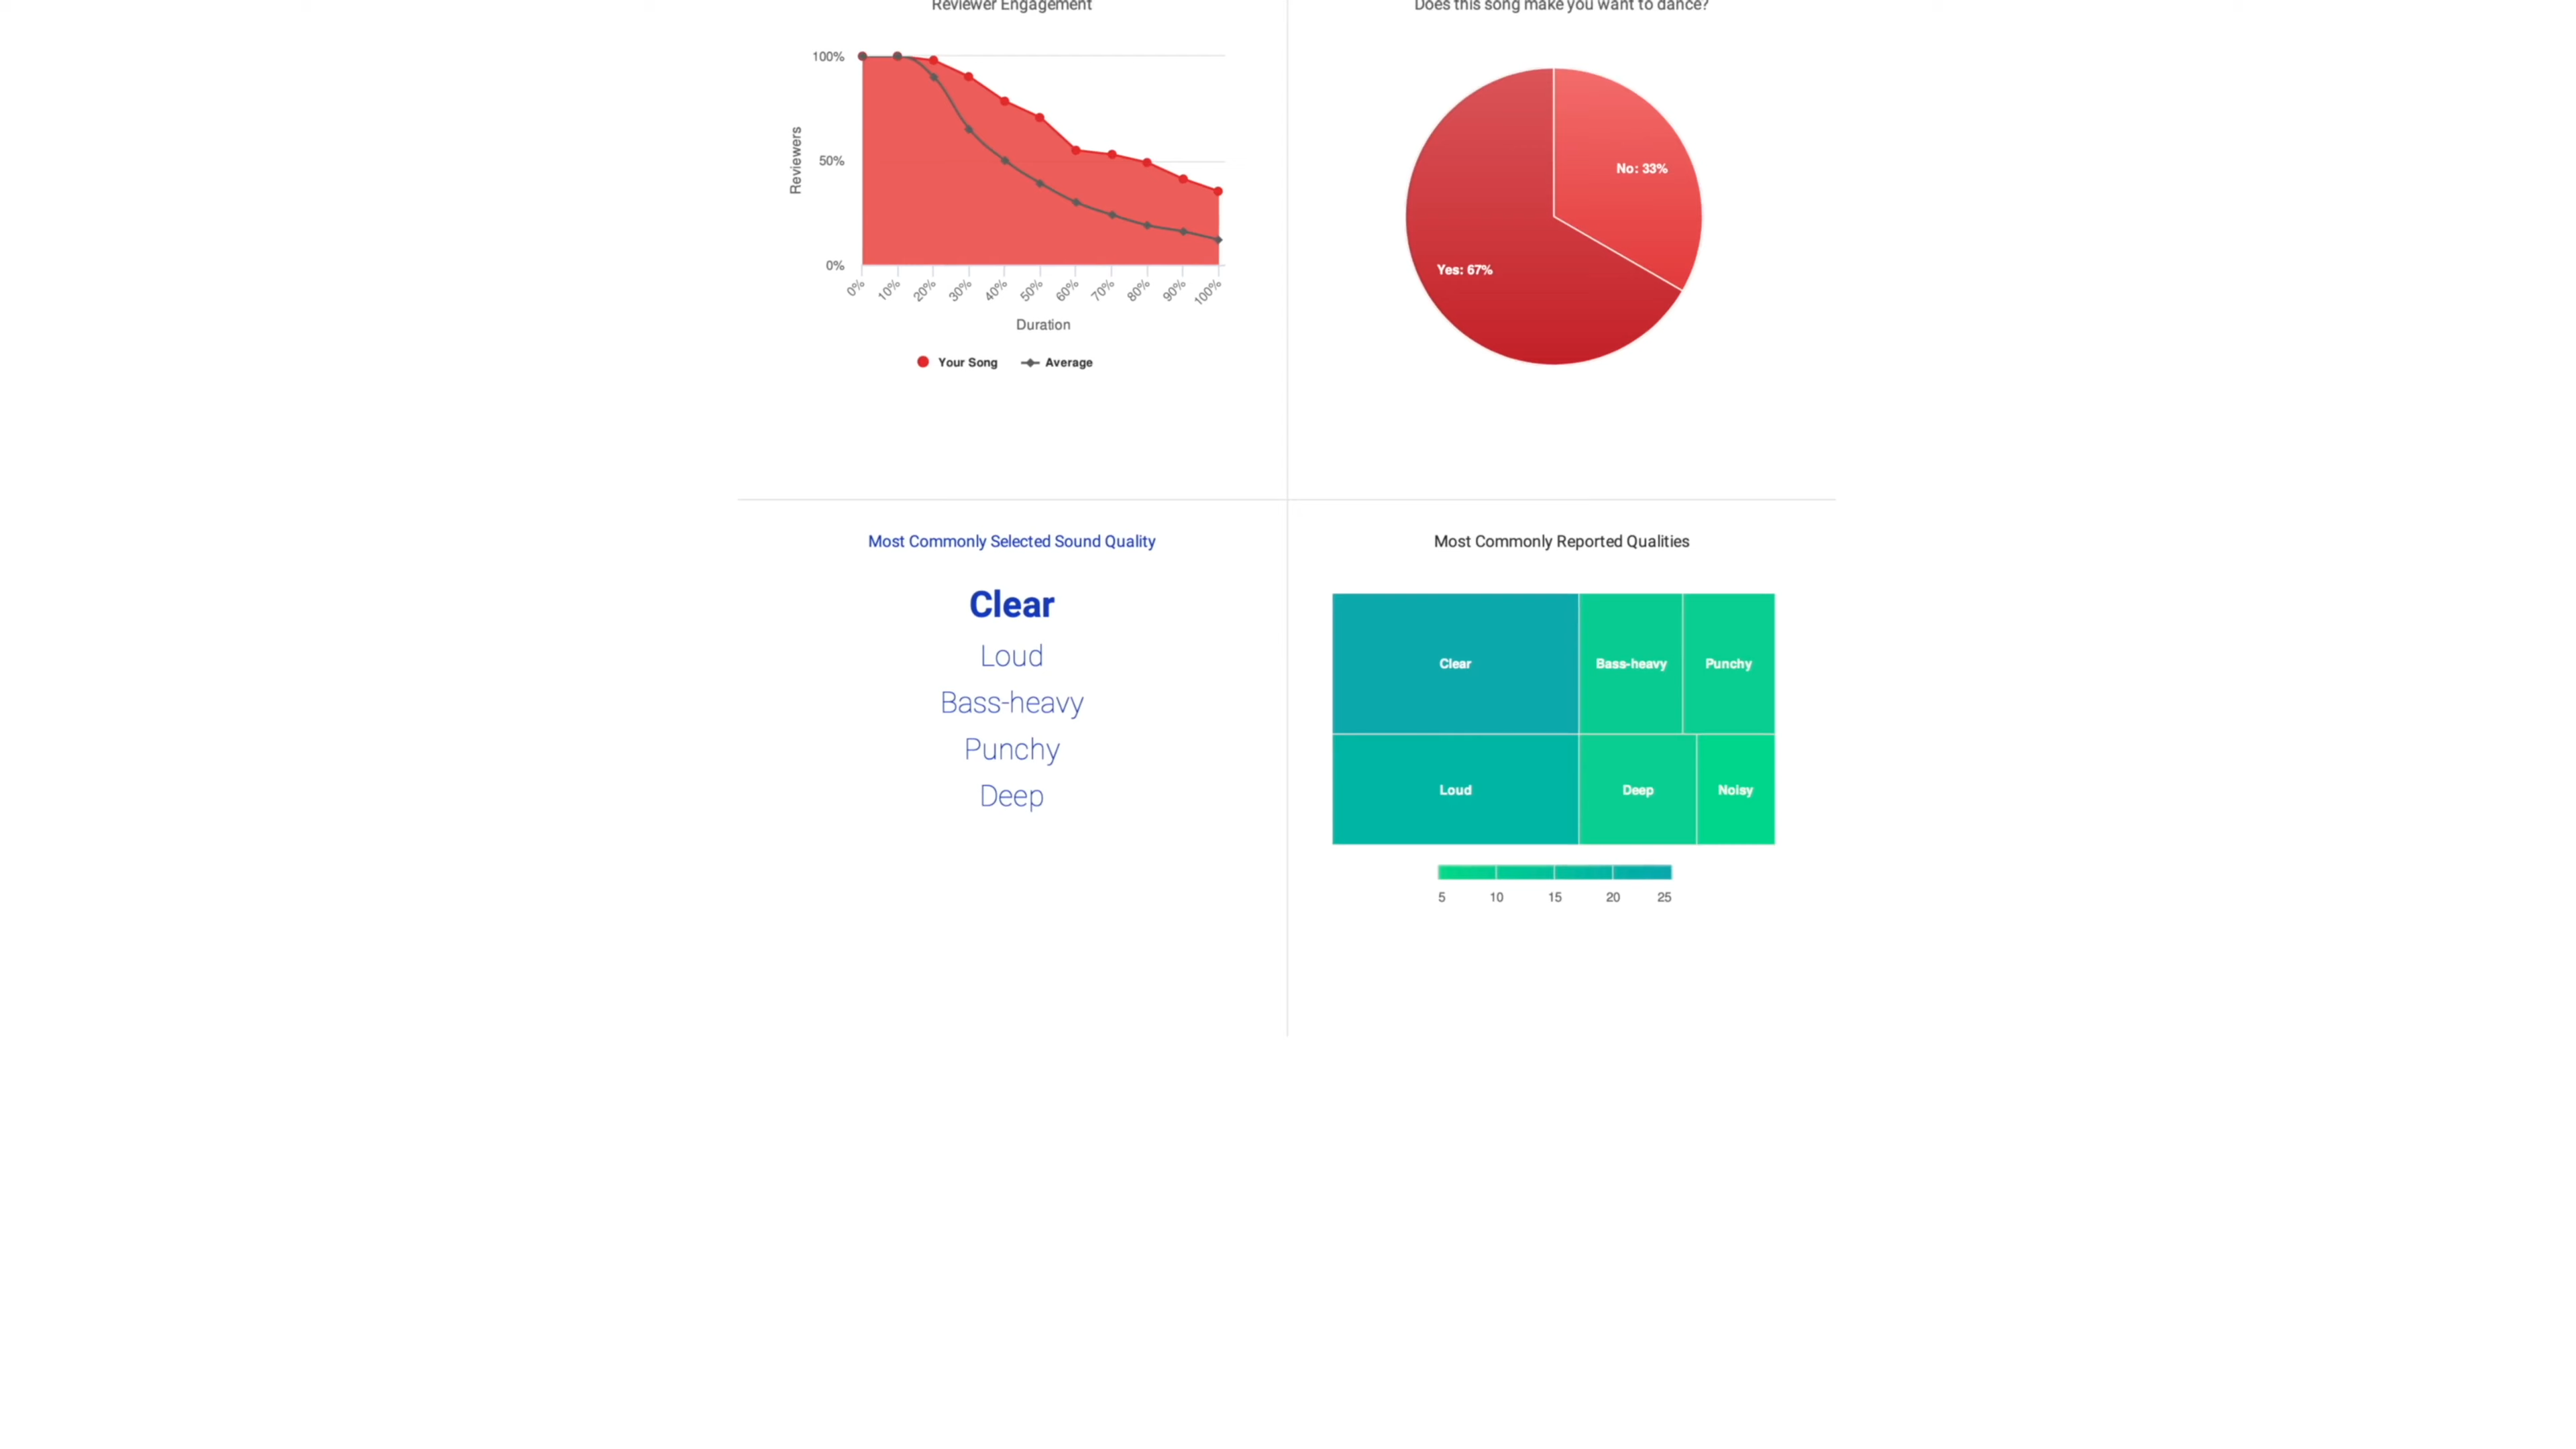 Reviewer Engagement
100%
50%
0%
Reviewers
0% 10% 20% 30% 40% 50% 60% 70% 80% 90% 100%
Duration
Your Song Average
Does this song make you want to dance?
No: 33%
Yes: 67%
Most Commonly Selected Sound Quality
Clear
Loud
Bass-heavy
Punchy
Deep
Most Commonly Reported Qualities
Clear Bass-heavy Punchy
Loud Deep Noisy
5 10 15 20 25